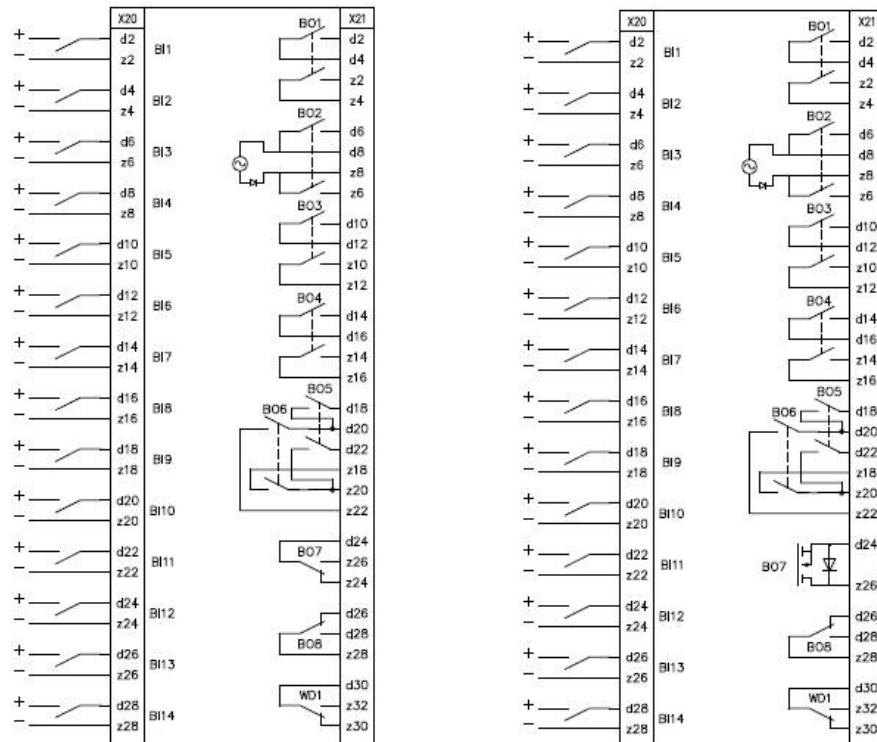 X20 X21 X20 X21
BO1 BO1
d2 d2 d2 d2
BI1 BI1
z2 d4 z2 d4
z2 z2
d4 BI2 z4 d4 BI2 z4
z4 BO2 z4 BO2
d6 d6 d6 d6
BI3 d8 BI3 d8
z6 z8 z6 z8
z6 z6
d8 BI4 d8 BI4
z8 BO3 z8 BO3
d10 d10
d10 BI5 d12 d10 BI5 d12
z10 z10 z10 z10
z12 z12
d12 BI6 BO4 d12 BI6 BO4
z12 d14 z12 d14
d16 d16
d14 BI7 z14 d14 BI7 z14
z14 z16 z14 z16
BO5 BO5
d16 BI8 BO6 d18 d16 BI8 BO6 d18
z16 d20 z16 d20
d22 d22
d18 BI9 z18 d18 BI9 z18
z18 z20 z18 z20
d20 BI10 z22 d20 BI10 z22
z20 z20
d24 d24
d22 BI11 BO7 z26 d22 BI11 BO7
z22 z24 z22 z26
d24 BI12 d26 d24 BI12 d26
z24 d28 z24 d28
BO8 z28 BO8 z28
d26 BI13 d26 BI13
z26 d30 z26 d30
WD1 WD1
d28 BI14 z32 d28 BI14 z32
z28 z30 z28 z30